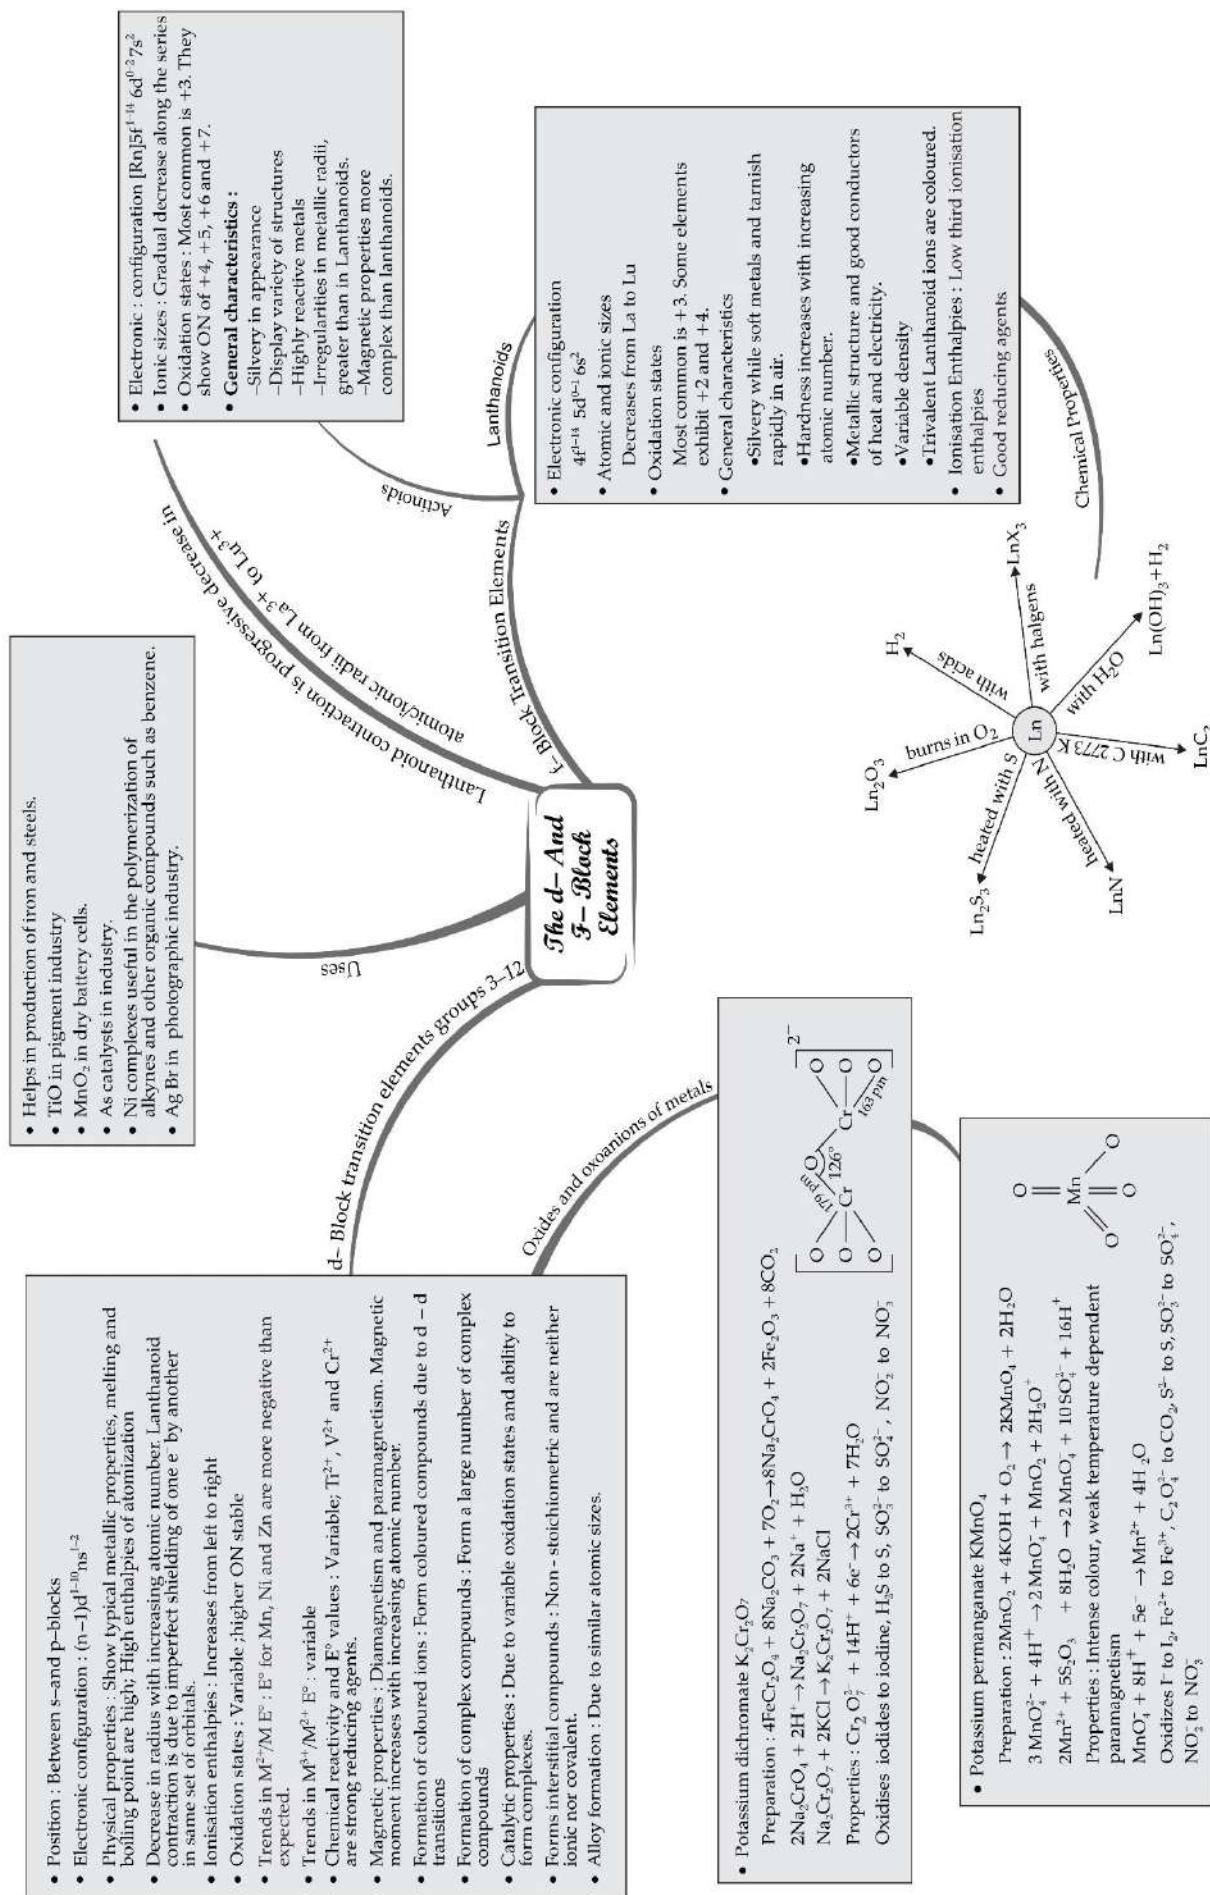 • Position : Between s–and p–blocks
• Electronic configuration : (n–1)d¹⁻¹⁰ns¹⁻²
• Physical properties : Show typical metallic properties, melting and
boiling point are high; High enthalpies of atomization
• Decrease in radius with increasing atomic number. Lanthanoid
contraction is due to imperfect shielding of one e⁻ by another
in same set of orbitals.
• Ionisation enthalpies : Increases from left to right
• Oxidation states : Variable ;higher ON stable
• Trends in M²⁺/M E° : E° for Mn, Ni and Zn are more negative than
expected.
• Trends in M³⁺/M²⁺ E° : variable
• Chemical reactivity and E° values : Variable; Ti²⁺, V²⁺ and Cr²⁺
are strong reducing agents.
• Magnetic properties : Diamagnetism and paramagnetism. Magnetic
moment increases with increasing atomic number.
• Formation of coloured ions : Form coloured compounds due to d – d
transitions
• Formation of complex compounds : Form a large number of complex
compounds
• Catalytic properties : Due to variable oxidation states and ability to
form complexes.
• Forms interstitial compounds : Non - stoichiometric and are neither
ionic nor covalent.
• Alloy formation : Due to similar atomic sizes.
d– Block transition elements groups 3–12
Oxides and oxoanions of metals
• Potassium dichromate K₂Cr₂O₇
Preparation : 4FeCr₂O₄ + 8Na₂CO₃ + 7O₂→8Na₂CrO₄ + 2Fe₂O₃ + 8CO₂
2Na₂CrO₄ + 2H⁺→Na₂Cr₂O₇ + 2Na⁺ + H₂O
Na₂Cr₂O₇ + 2KCl→K₂Cr₂O₇ + 2NaCl
Properties : Cr₂O₇²⁻ + 14H⁺ + 6e⁻→2Cr³⁺ + 7H₂O
Oxidises iodides to iodine, H₂S to S, SO₃²⁻ to SO₄²⁻, NO₂⁻ to NO₃⁻
O O O Cr 179 pm O 126° Cr 163 pm O O O 2−
• Potassium permanganate KMnO₄
Preparation : 2MnO₂ + 4KOH + O₂→ 2KMnO₄ + 2H₂O
3 MnO₄²⁻ + 4H⁺→ 2 MnO₄⁻ + MnO₂ + 2H₂O⁺
2Mn²⁺ + 5S₂O₃ + 8H₂O →2 MnO₄⁻ + 10 SO₄²⁻ + 16H⁺
Properties : Intense colour, weak temperature dependent
paramagnetism
MnO₄⁻ + 8H⁺ + 5e⁻ →Mn²⁺ + 4H₂O
Oxidizes I⁻ to I₂, Fe²⁺ to Fe³⁺, C₂O₄²⁻ to CO₂, S²⁻ to S, SO₃²⁻ to SO₄²⁻,
NO₂⁻ to NO₃⁻
O Mn O O O
• Helps in production of iron and steels.
• TiO in pigment industry
• MnO₂ in dry battery cells.
• As catalysts in industry.
• Ni complexes useful in the polymerization of
alkynes and other organic compounds such as benzene.
• Ag Br in photographic industry.
Uses
The d– And
F– Block
Elements
Lanthanoid contraction is progressive decrease in
atomic/ionic radii from La³⁺ to Lu³⁺
f– Block Transition Elements
Actinoids
Lanthanoids
• Electronic : configuration [Rn]5f¹⁻¹⁴ 6d⁰⁻²7s²
• Ionic sizes : Gradual decrease along the series
• Oxidation states : Most common is +3. They
show ON of +4, +5, +6 and +7.
• General characteristics :
–Silvery in appearance
–Display variety of structures
–Highly reactive metals
–Irregularities in metallic radii,
greater than in Lanthanoids.
–Magnetic properties more
complex than lanthanoids.
• Electronic configuration
4f¹⁻¹⁴ 5d⁰⁻¹ 6s²
• Atomic and ionic sizes
Decreases from La to Lu
• Oxidation states
Most common is +3. Some elements
exhibit +2 and +4.
• General characteristics
•Silvery while soft metals and tarnish
rapidly in air.
•Hardness increases with increasing
atomic number.
•Metallic structure and good conductors
of heat and electricity.
•Variable density
•Trivalent Lanthanoid ions are coloured.
• Ionisation Enthalpies : Low third ionisation
enthalpies
• Good reducing agents
Chemical Properties
Ln
with acids H₂
with halgens LnX₃
with H₂O Ln(OH)₃+H₂
with C 2773 K LnC₂
heated with N LnN
heated with S Ln₂S₃
burns in O₂ Ln₂O₃